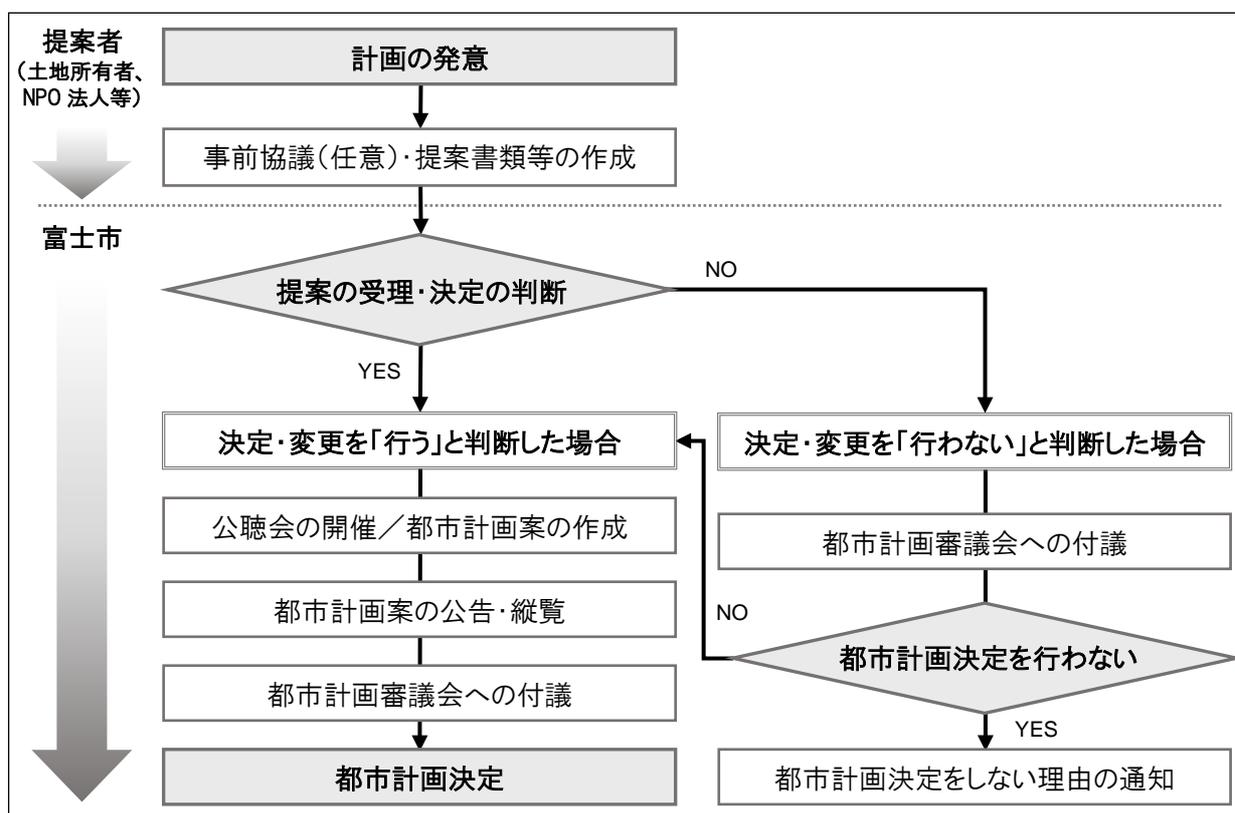 提案者
（土地所有者、
NPO法人等）
計画の発意
事前協議（任意）・提案書類等の作成
富士市
提案の受理・決定の判断
NO
YES
決定・変更を「行う」と判断した場合
決定・変更を「行わない」と判断した場合
公聴会の開催／都市計画案の作成
都市計画審議会への付議
都市計画案の公告・縦覧
NO
都市計画決定を行わない
都市計画審議会への付議
YES
都市計画決定
都市計画決定をしない理由の通知